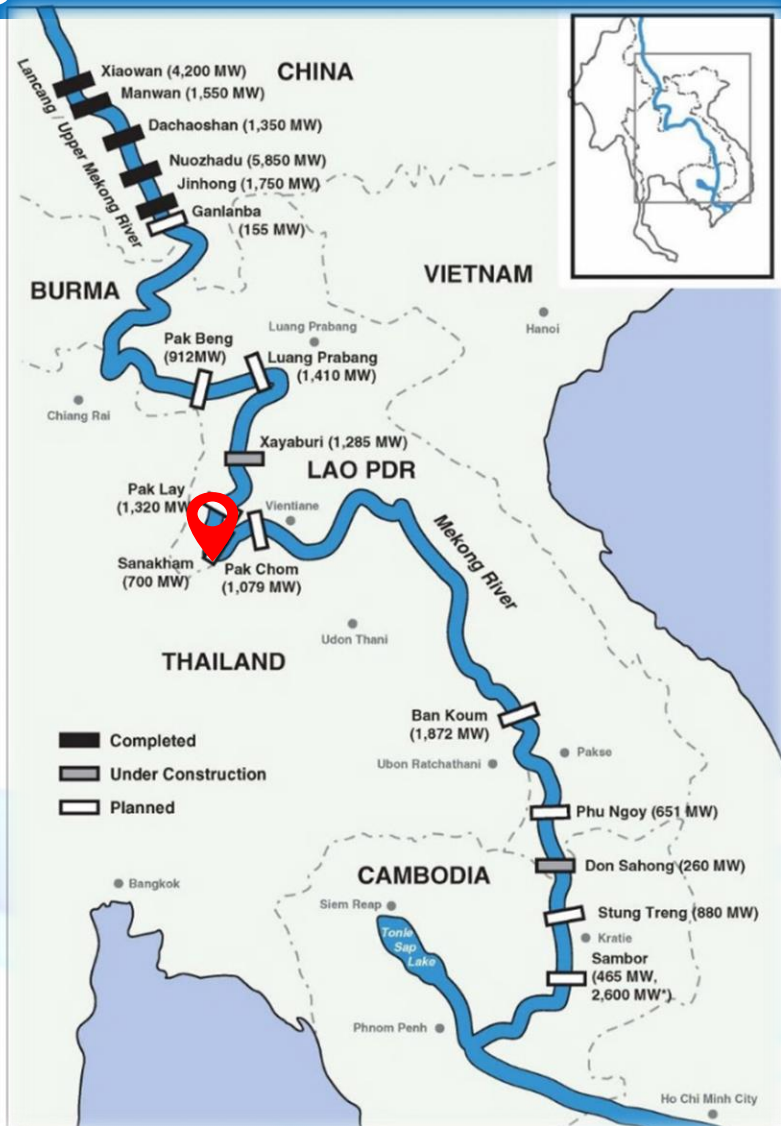 Xiaowan (4,200 MW)
CHINA
Manwan (1,550 MW)
Lancang / Upper Mekong River
Dachaoshan (1,350 MW)
Nuozhadu (5,850 MW)
Jinhong (1,750 MW)
Ganlanba
(155 MW)
BURMA
VIETNAM
Hanoi
Pak Beng
(912MW)
Luang Prabang
Luang Prabang
(1,410 MW)
Chiang Rai
Xayaburi (1,285 MW)
LAO PDR
Pak Lay
(1,320 MW
Vientiane
Mekong River
Sanakham
(700 MW)
Pak Chom
(1,079 MW)
Udon Thani
THAILAND
Ban Koum
(1,872 MW)
Completed
Under Construction
Planned
Pakse
Ubon Ratchathani
Phu Ngoy (651 MW)
CAMBODIA
Don Sahong (260 MW)
Bangkok
Siem Reap
Stung Treng (880 MW)
Tonle
Sap
Lake
Kratie
Sambor
(465 MW,
2,600 MW*)
Phnom Penh
Ho Chi Minh City